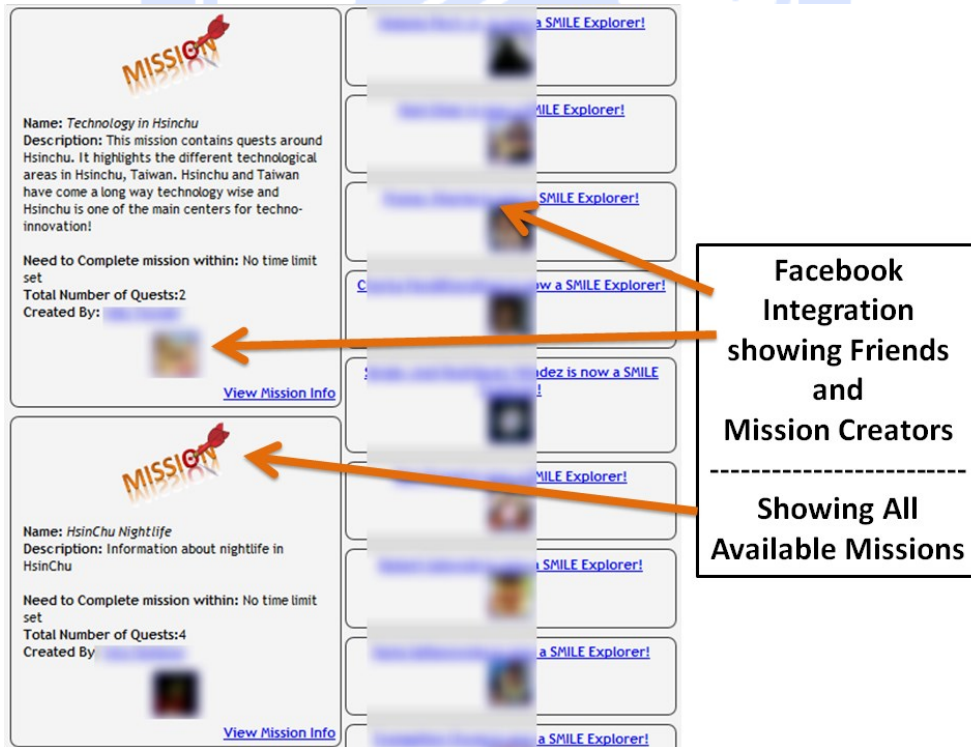 MISSION
Name: Technology in Hsinchu
Description: This mission contains quests around
Hsinchu. It highlights the different technological
areas in Hsinchu, Taiwan. Hsinchu and Taiwan
have come a long way technology wise and
Hsinchu is one of the main centers for techno-
innovation!
Need to Complete mission within: No time limit
set
Total Number of Quests:2
Created By:
View Mission Info
MISSION
Name: HsinChu Nightlife
Description: Information about nightlife in
HsinChu
Need to Complete mission within: No time limit
set
Total Number of Quests:4
Created By
View Mission Info
a SMILE Explorer!
SMILE Explorer!
SMILE Explorer!
now a SMILE Explorer!
is now a SMILE
!
SMILE Explorer!
a SMILE Explorer!
a SMILE Explorer!
a SMILE Explorer!
Facebook
Integration
showing Friends
and
Mission Creators
--------------------------
Showing All
Available Missions